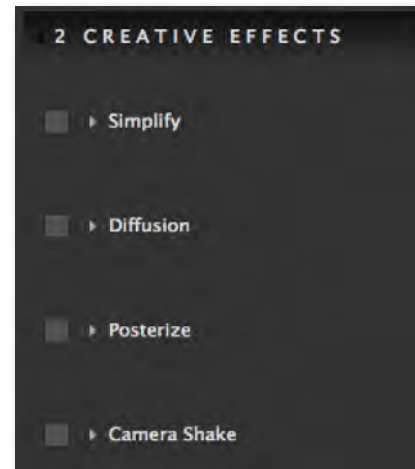 2 CREATIVE EFFECTS
Simplify
Diffusion
Posterize
Camera Shake